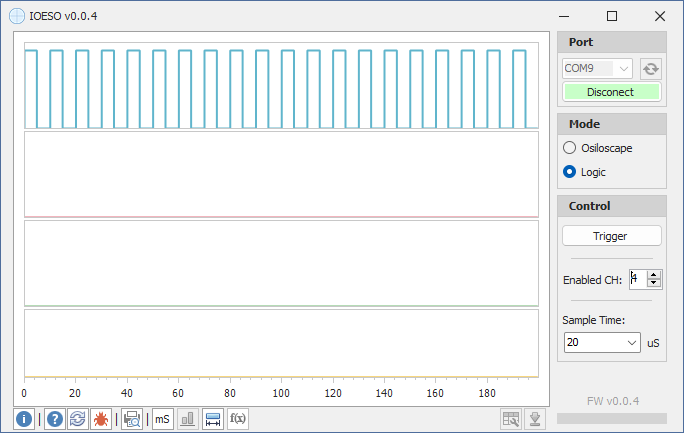 IOESO v0.0.4
Port
COM9
Disconect
Mode
Osiloscape
Logic
Control
Trigger
Enabled CH: 4
Sample Time:
20 uS
0 20 40 60 80 100 120 140 160 180
FW v0.0.4
mS f(x)